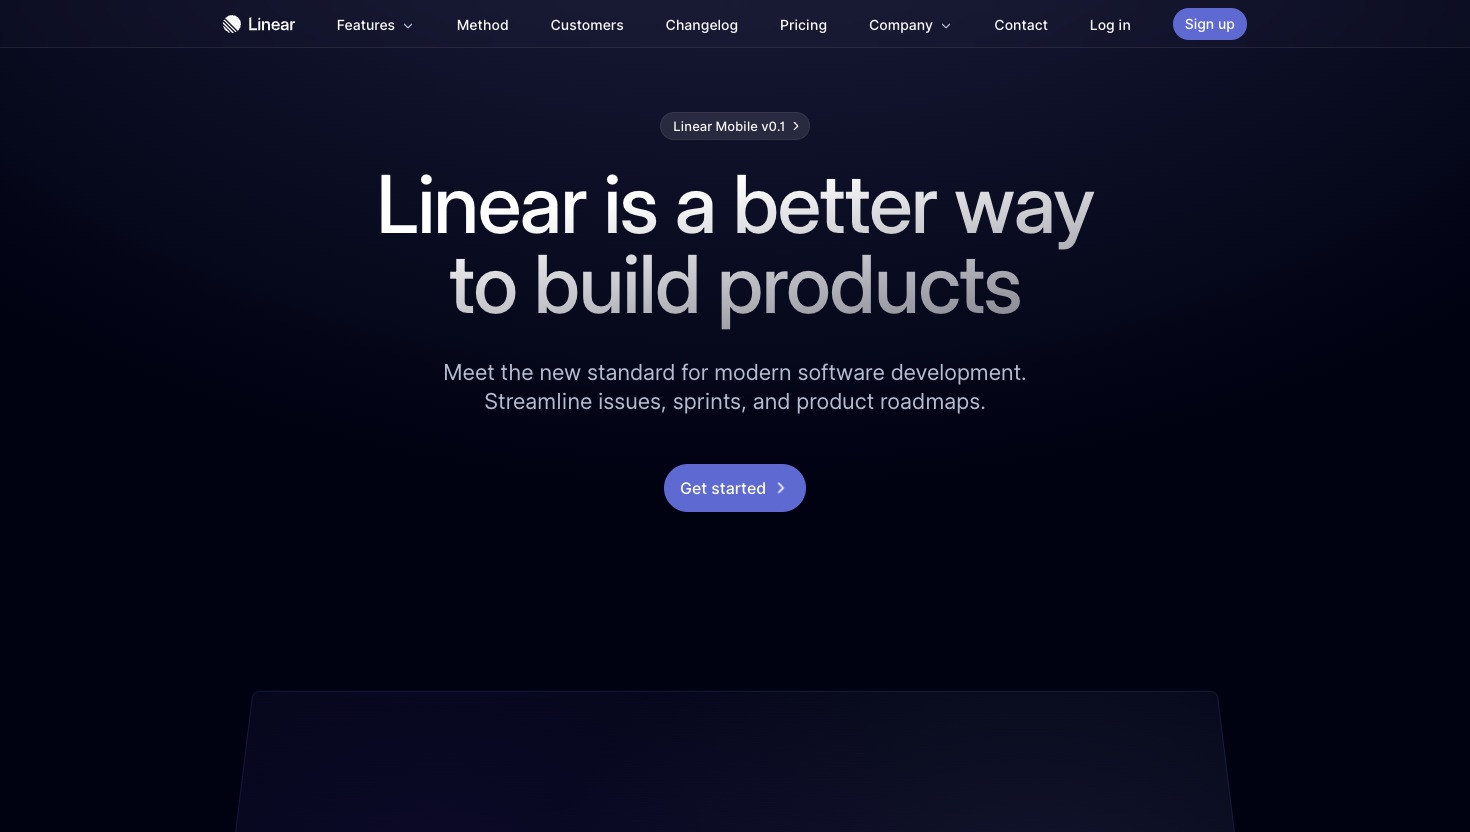 Linear Features Method Customers Changelog Pricing Company Contact Log in Sign up
Linear Mobile v0.1
Linear is a better way
to build products
Meet the new standard for modern software development.
Streamline issues, sprints, and product roadmaps.
Get started